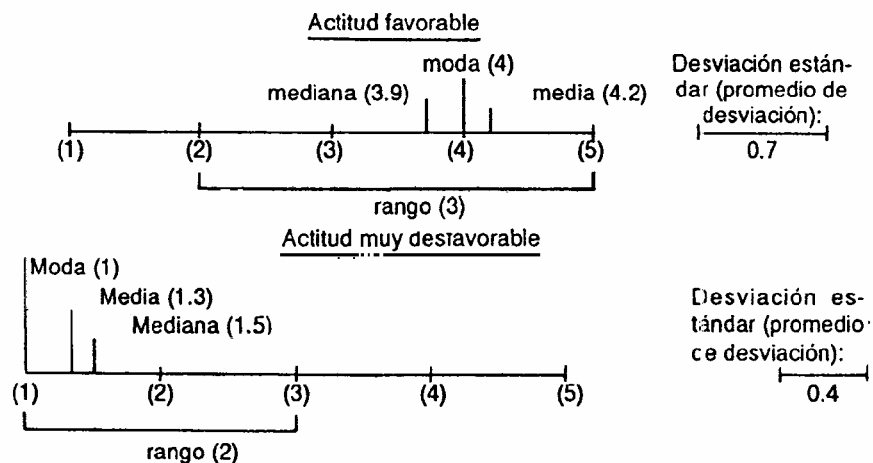 Actitud favorable
moda (4)
mediana (3.9)
media (4.2)
Desviación están-
dar (promedio de
desviación):
(1) (2) (3) (4) (5)
0.7
rango (3)
Actitud muy desfavorable
Moda (1)
Media (1.3)
Mediana (1.5)
Desviación es-
tándar (promedio
de desviación):
(1) (2) (3) (4) (5)
0.4
rango (2)